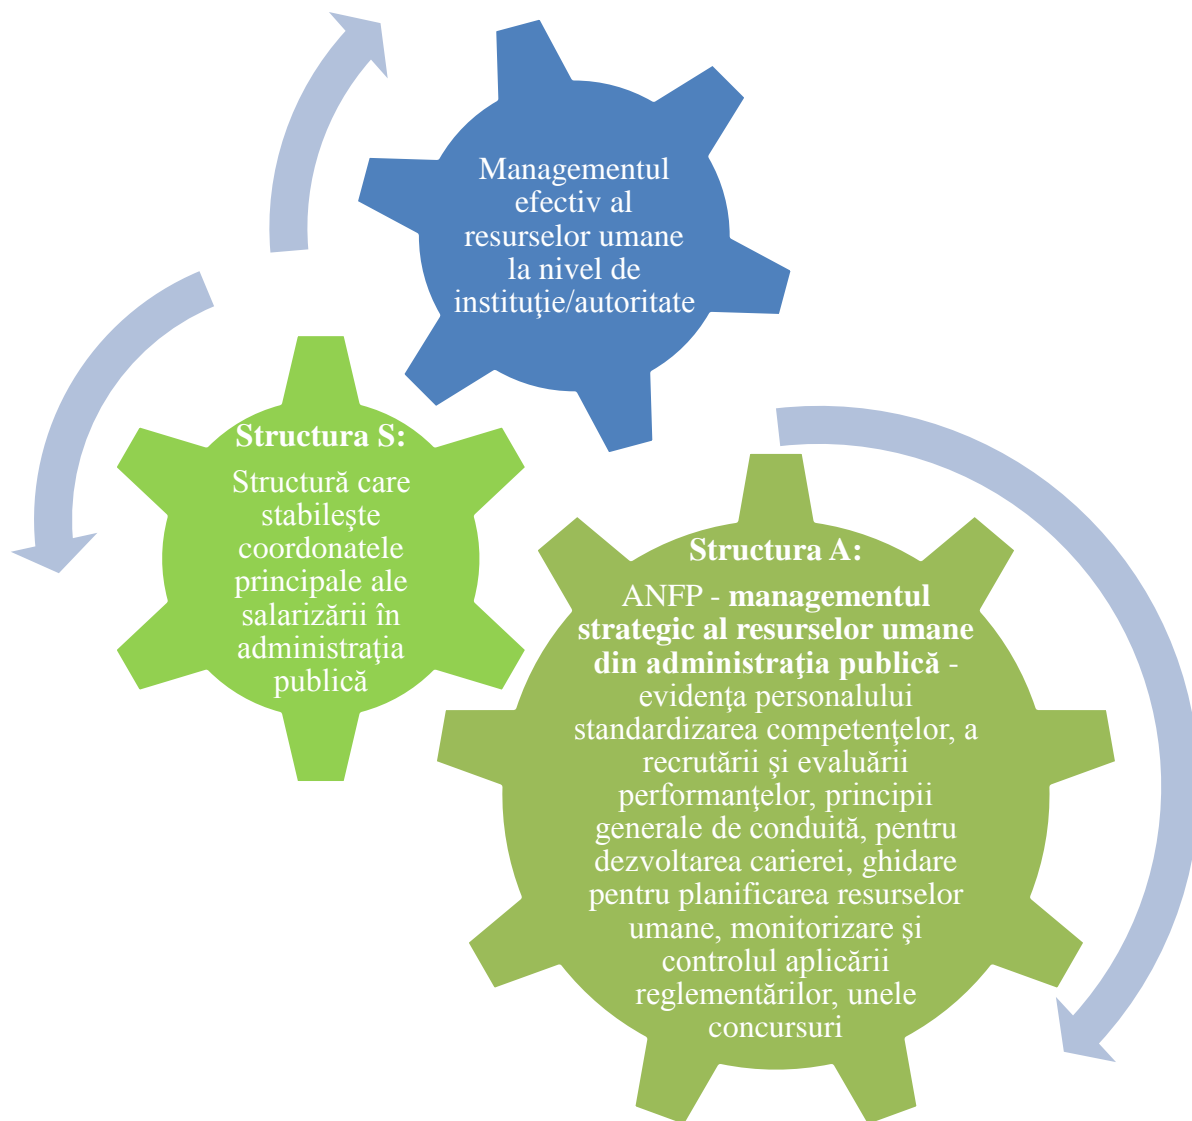 Managementul
efectiv al
resurselor umane
la nivel de
instituţie/autoritate
Structura S:
Structură care
stabileşte
coordonatele
principale ale
salarizării în
administraţia
publică
Structura A:
ANFP - managementul
strategic al resurselor umane
din administraţia publică -
evidenţa personalului
standardizarea competenţelor, a
recrutării şi evaluării
performanţelor, principii
generale de conduită, pentru
dezvoltarea carierei, ghidare
pentru planificarea resurselor
umane, monitorizare şi
controlul aplicării
reglementărilor, unele
concursuri